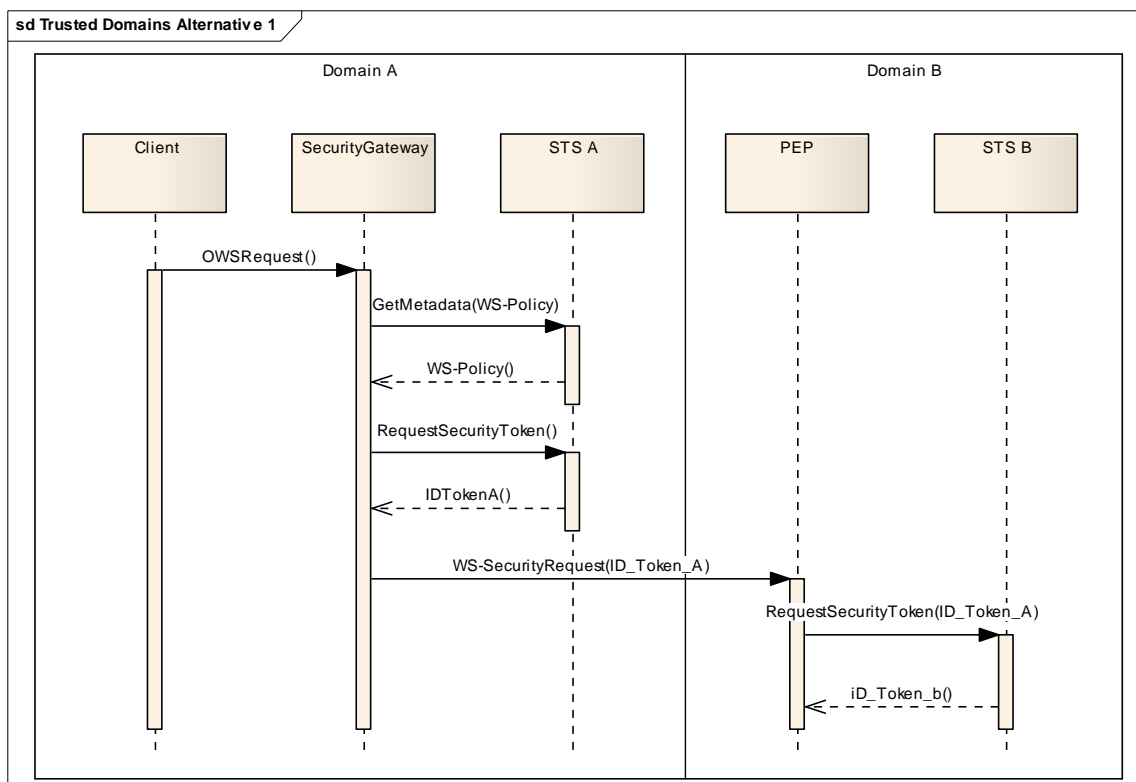 sd Trusted Domains Alternative 1
Domain A
Domain B
Client
SecurityGateway
STS A
PEP
STS B
OWSRequest()
GetMetadata(WS-Policy)
WS-Policy()
RequestSecurityToken()
IDTokenA()
WS-SecurityRequest(ID_Token_A)
RequestSecurityToken(ID_Token_A)
iD_Token_b()